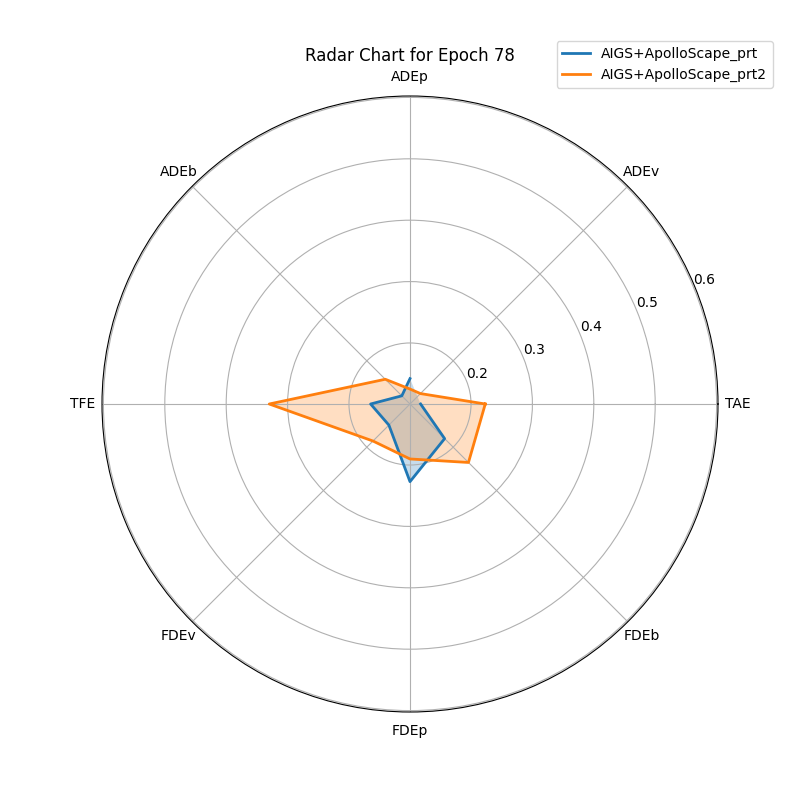 Radar Chart for Epoch 78
AIGS+ApolloScape_prt
AIGS+ApolloScape_prt2
ADEp
ADEb
ADEv
0.6
0.5
0.4
0.3
0.2
TFE
TAE
FDEv
FDEb
FDEp